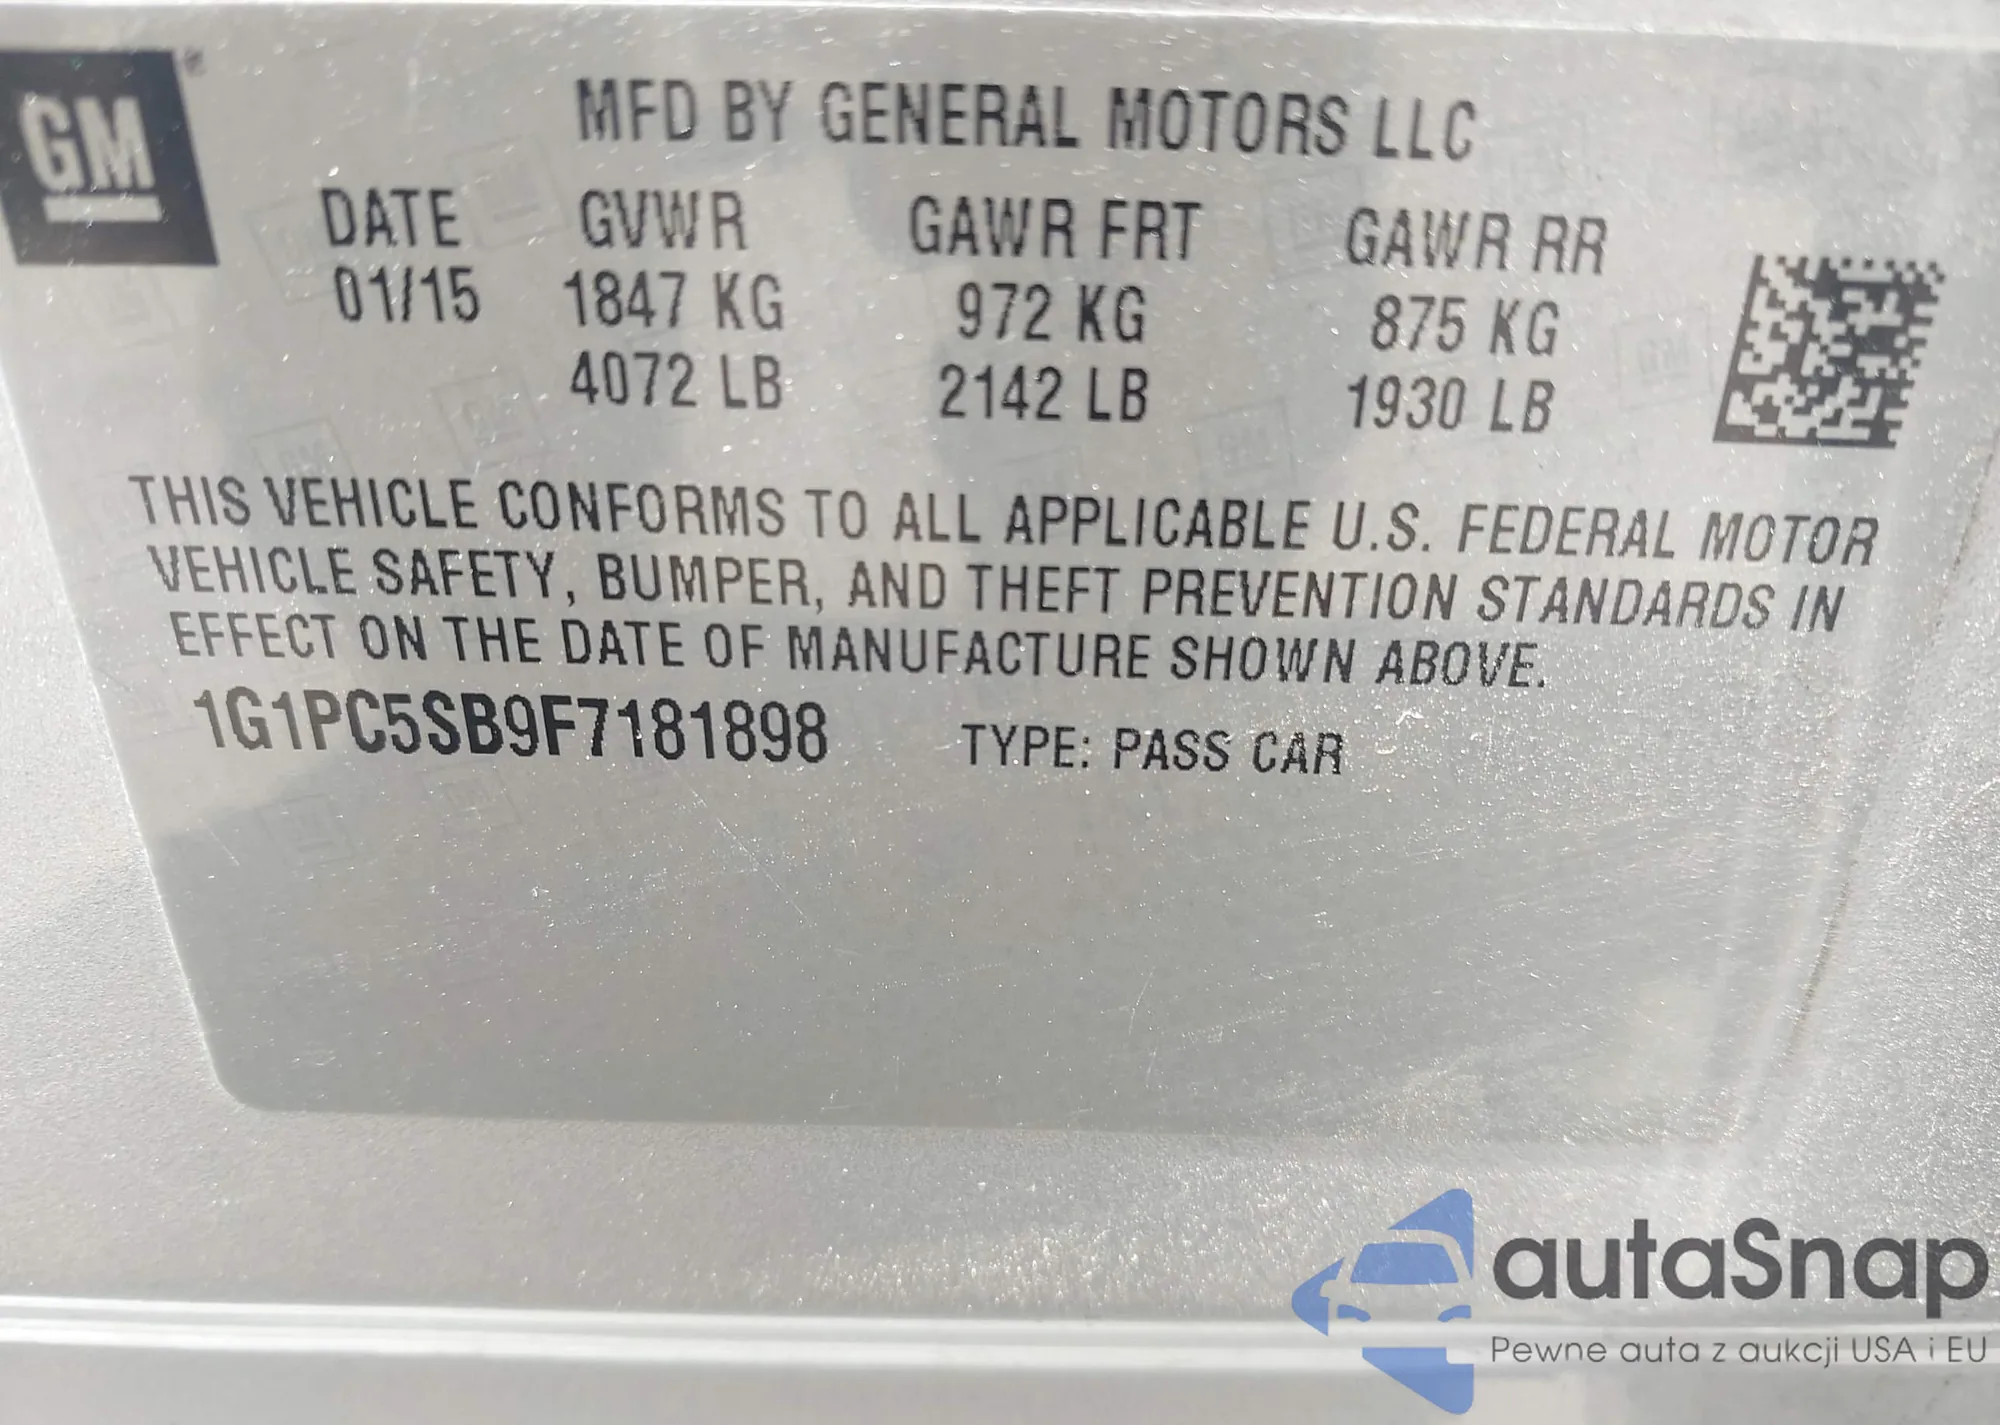 GM®
MFD BY GENERAL MOTORS LLC
DATE GVWR GAWR FRT GAWR RR
01/15 1847 KG 972 KG 875 KG
4072 LB 2142 LB 1930 LB
THIS VEHICLE CONFORMS TO ALL APPLICABLE U.S. FEDERAL MOTOR
VEHICLE SAFETY, BUMPER, AND THEFT PREVENTION STANDARDS IN
EFFECT ON THE DATE OF MANUFACTURE SHOWN ABOVE.
1G1PC5SB9F7181898 TYPE: PASS CAR
autaSnap
Pewne auta z aukcji USA i EU